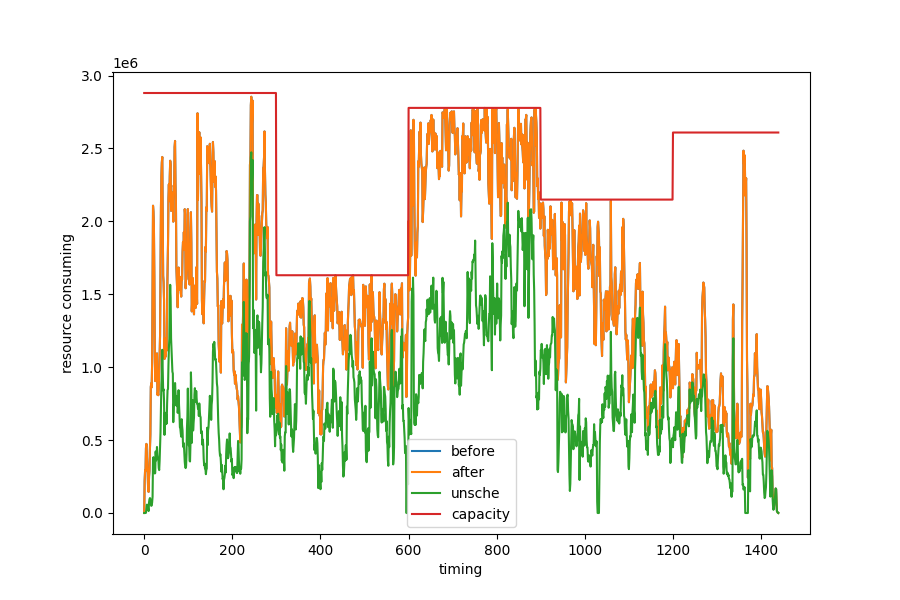 1e6
3.0
2.5
2.0
1.5
1.0
0.5
0.0
resource consuming
before
after
unsche
capacity
0 200 400 600 800 1000 1200 1400
timing